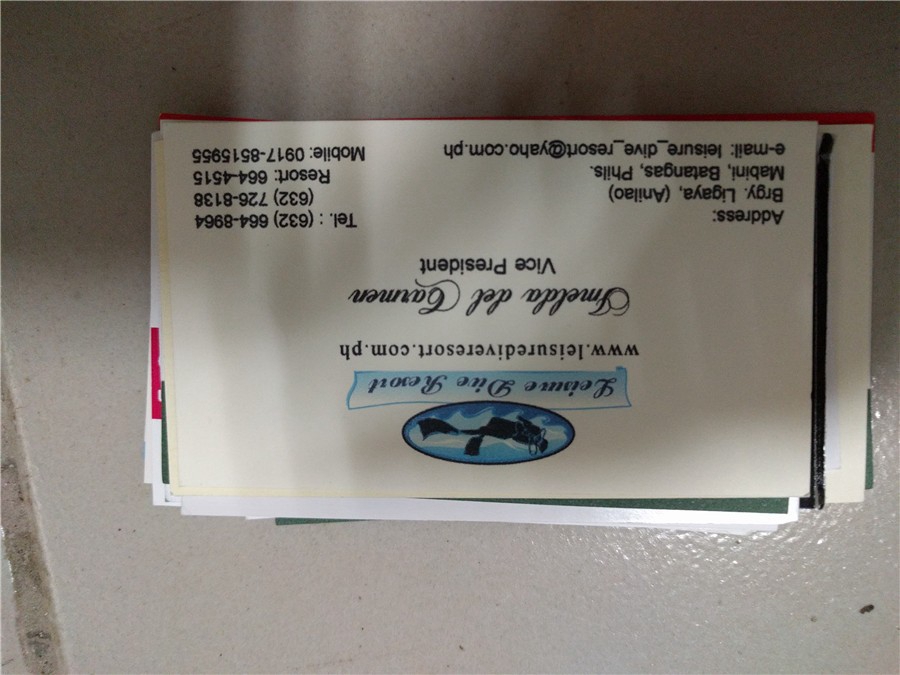 Leisure Dive Resort
www.leisurediveresort.com.ph
Imelda del Carmen
Vice President
Address:
Brgy. Ligaya, (Anilao)
Mabini, Batangas, Phils.
e-mail: leisure_dive_resort@yaho.com.ph
Tel. : (632) 664-8964
(632) 726-8138
Resort: 664-4515
Mobile: 0917-8515955